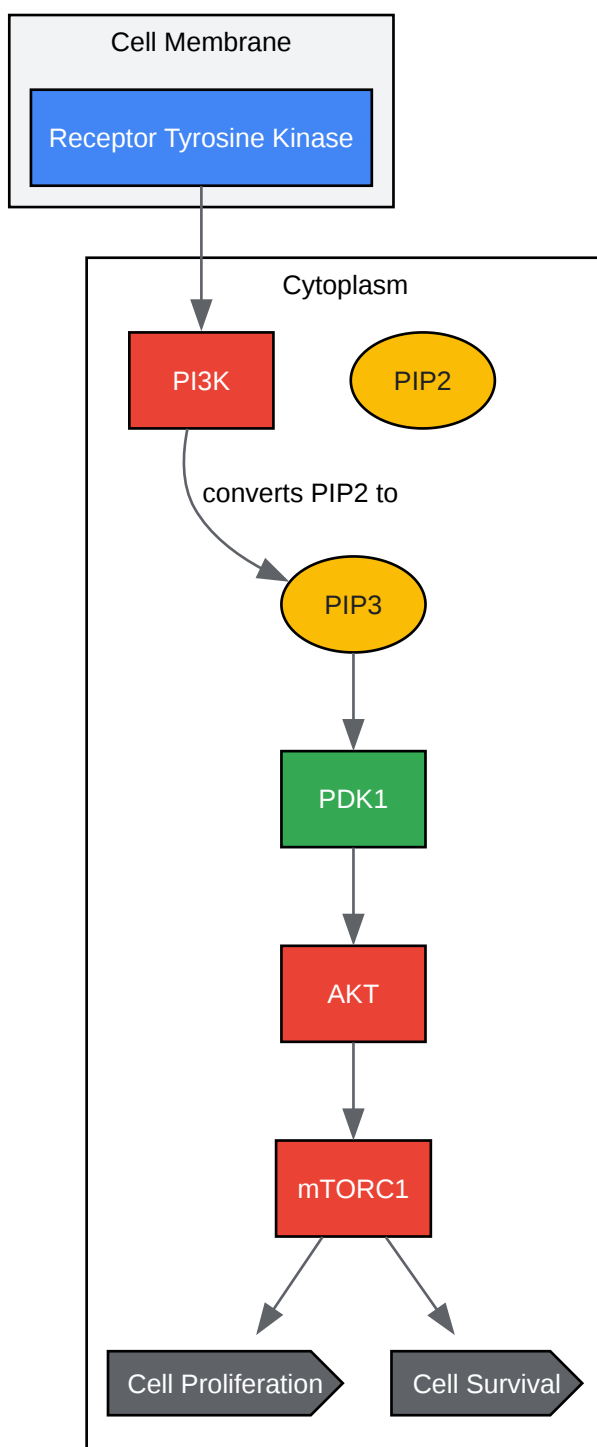 Cell Membrane
Receptor Tyrosine Kinase
Cytoplasm
PI3K
PIP2
converts PIP2 to
PIP3
PDK1
AKT
mTORC1
Cell Proliferation
Cell Survival